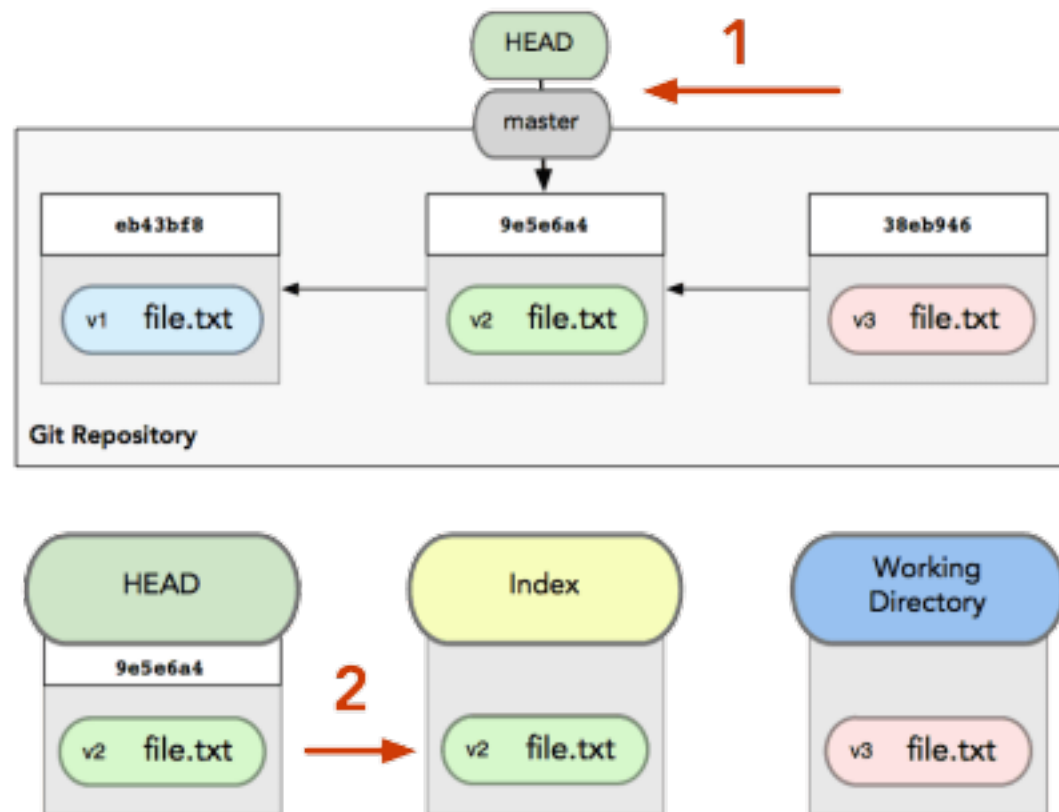 HEAD
1
master
eb43bf8
9e5e6a4
38eb946
v1 file.txt
v2 file.txt
v3 file.txt
Git Repository
HEAD
Index
Working
Directory
9e5e6a4
2
v2 file.txt
v2 file.txt
v3 file.txt